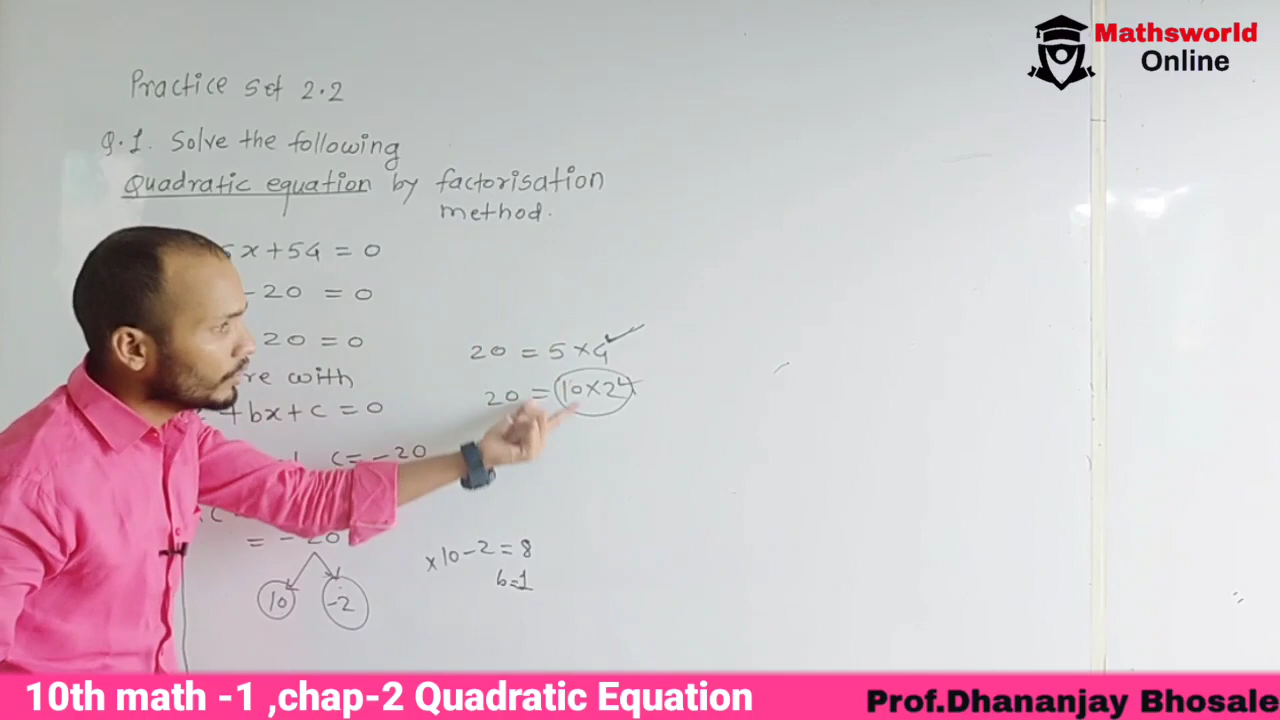 Mathsworld
Online
Practice Set 2.2
Q.1. Solve the following
Quadratic equation by factorisation
method.
5x + 54 = 0
- 20 = 0
20 = 0
re with
+ bx + c = 0
c = - 20
= - 20
10 -2
20 = 5 × 4 ✓
20 = 10 × 2
× 10 - 2 = 8
b = 1
10th math -1 ,chap-2 Quadratic Equation
Prof.Dhananjay Bhosale